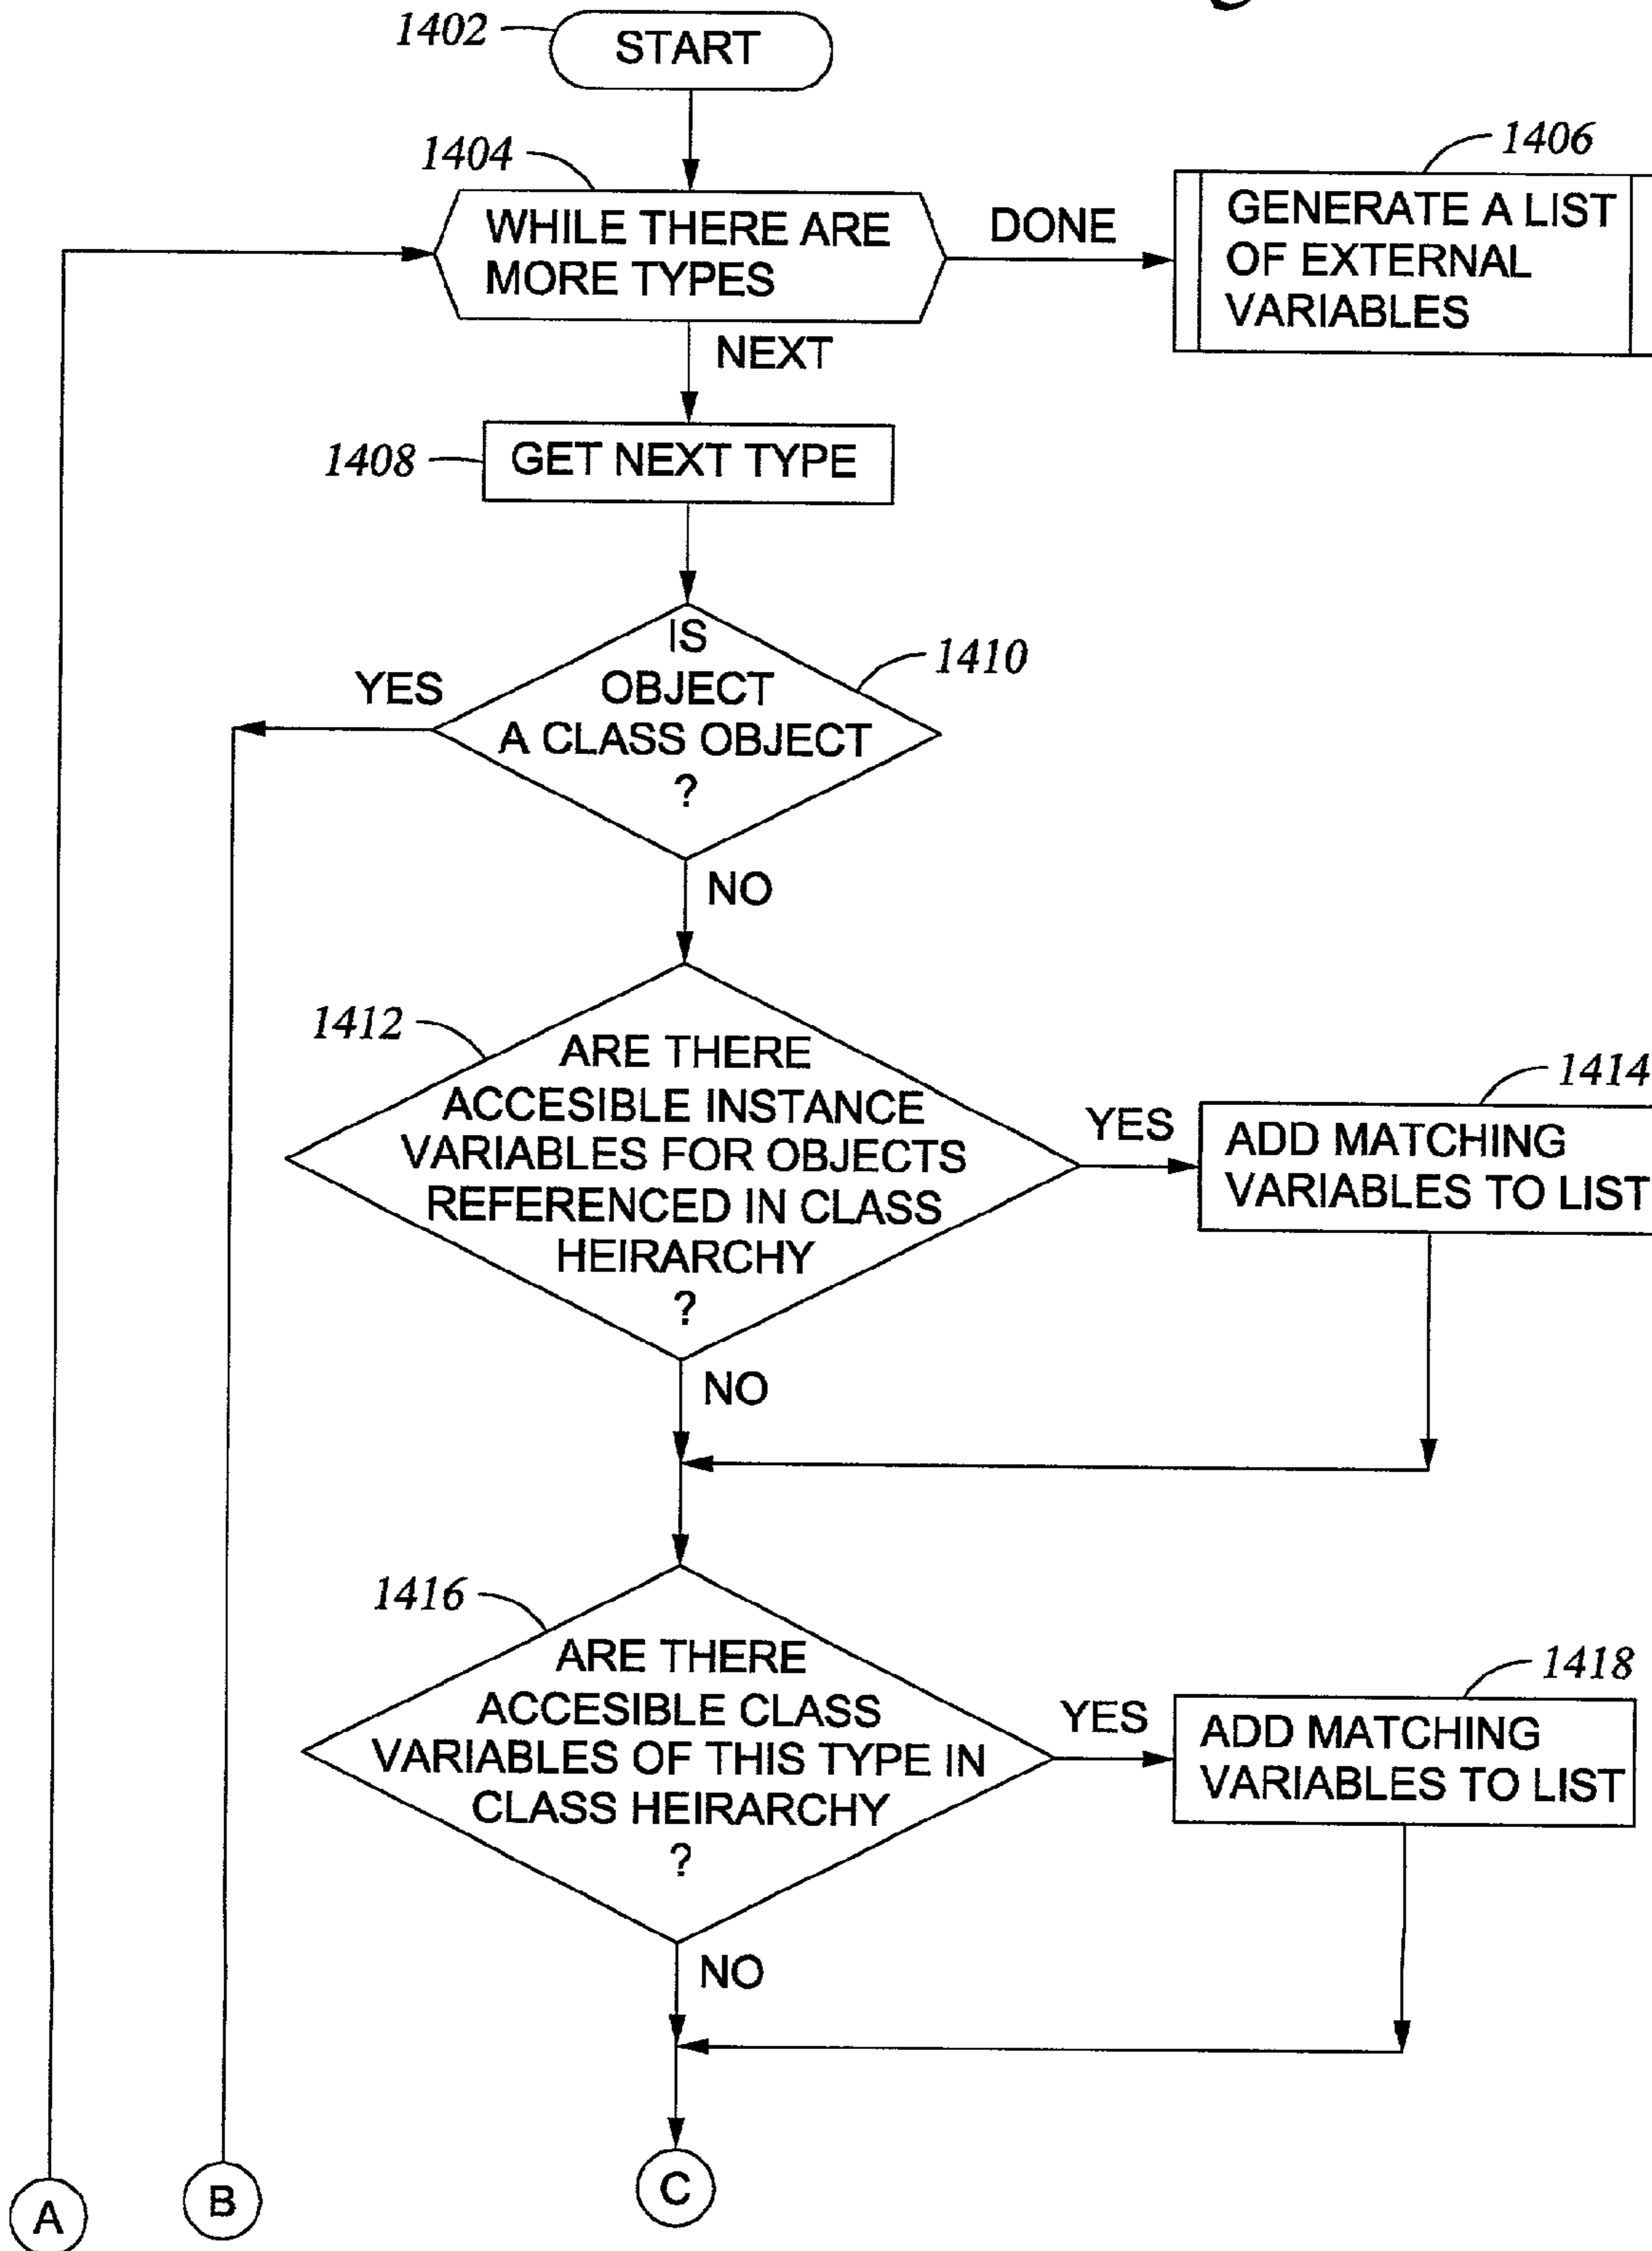 1402
START
1404
WHILE THERE ARE
MORE TYPES
DONE
1406
GENERATE A LIST
OF EXTERNAL
VARIABLES
NEXT
1408
GET NEXT TYPE
IS
OBJECT
A CLASS OBJECT
?
1410
YES
NO
1412
ARE THERE
ACCESIBLE INSTANCE
VARIABLES FOR OBJECTS
REFERENCED IN CLASS
HEIRARCHY
?
YES
1414
ADD MATCHING
VARIABLES TO LIST
NO
1416
ARE THERE
ACCESIBLE CLASS
VARIABLES OF THIS TYPE IN
CLASS HEIRARCHY
?
YES
1418
ADD MATCHING
VARIABLES TO LIST
NO
A
B
C